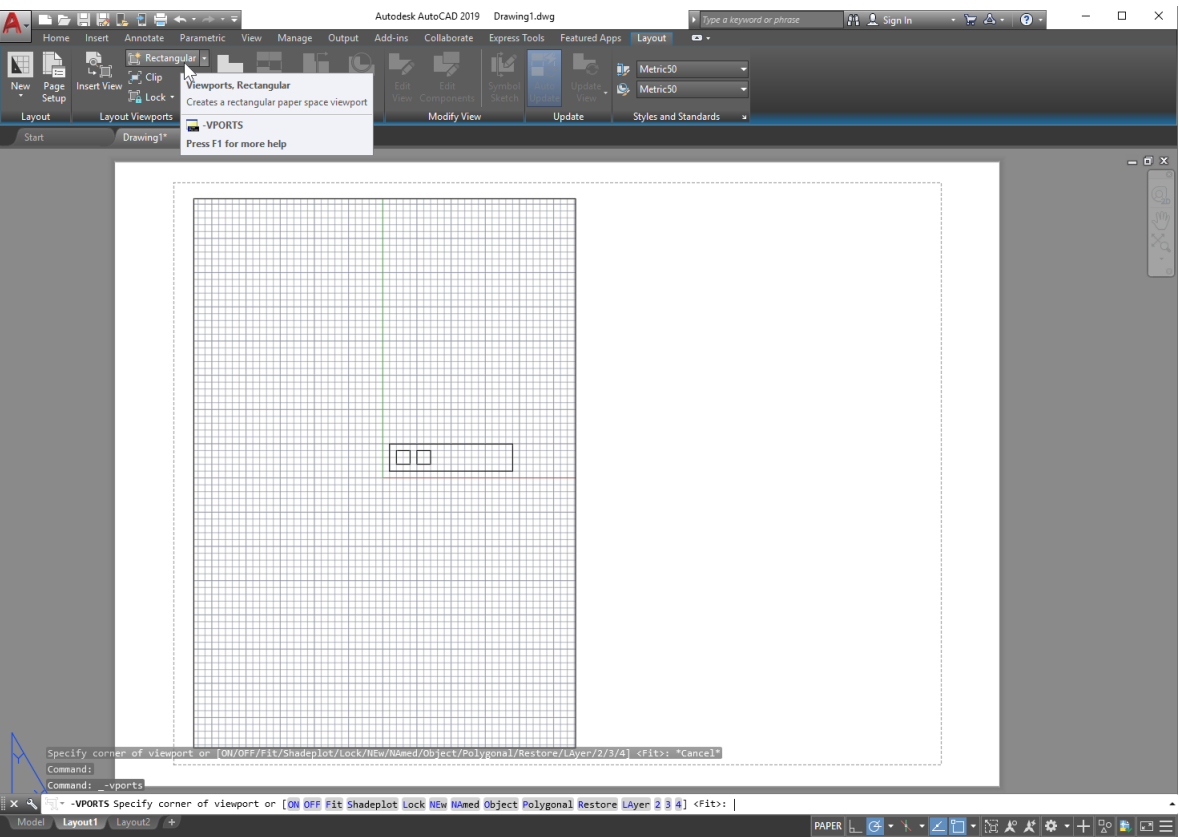 Autodesk AutoCAD 2019 Drawing1.dwg
Type a keyword or phrase
Sign In
Home Insert Annotate Parametric View Manage Output Add-ins Collaborate Express Tools Featured Apps Layout
New
Page Setup
Layout
Insert View
Rectangular
Clip
Lock
Layout Viewports
Viewports, Rectangular
Creates a rectangular paper space viewport
-VPORTS
Press F1 for more help
Edit View
Edit Components
Symbol Sketch
Modify View
Auto Update
Update View
Update
Metric50
Metric50
Styles and Standards
Start Drawing1*
Y
Specify corner of viewport or [ON/OFF/Fit/Shadeplot/Lock/NEw/NAmed/Object/Polygonal/Restore/LAyer/2/3/4] <Fit>: *Cancel*
Command:
Command: _-vports
-VPORTS Specify corner of viewport or [ON OFF Fit Shadeplot Lock NEw NAmed Object Polygonal Restore LAyer 2 3 4] <Fit>:
Model Layout1 Layout2 +
PAPER